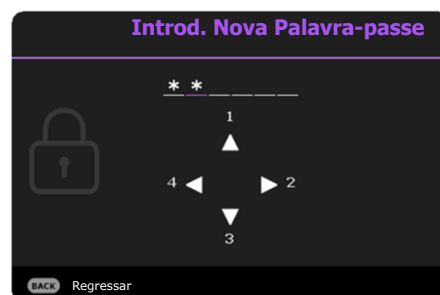 Introd. Nova Palavra-passe
* * _ _ _ _
1
4 2
3
BACK Regressar